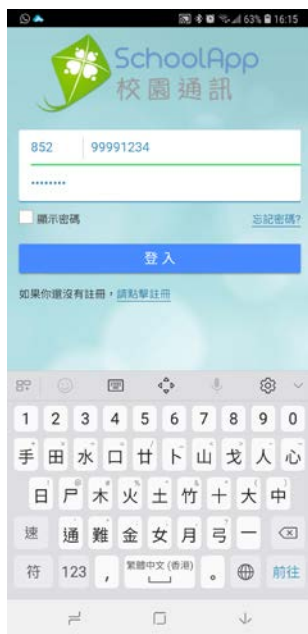 63% 16:15
SchoolApp
校園通訊
852 99991234
••••••••
顯示密碼 忘記密碼?
登入
如果你還沒有註冊，請點擊註冊
1 2 3 4 5 6 7 8 9 0
手 田 水 口 廿 卜 山 戈 人 心
日 尸 木 火 土 竹 十 大 中
速 通 難 金 女 月 弓 一
符 123 , 繁體中文 (香港) 。 前往